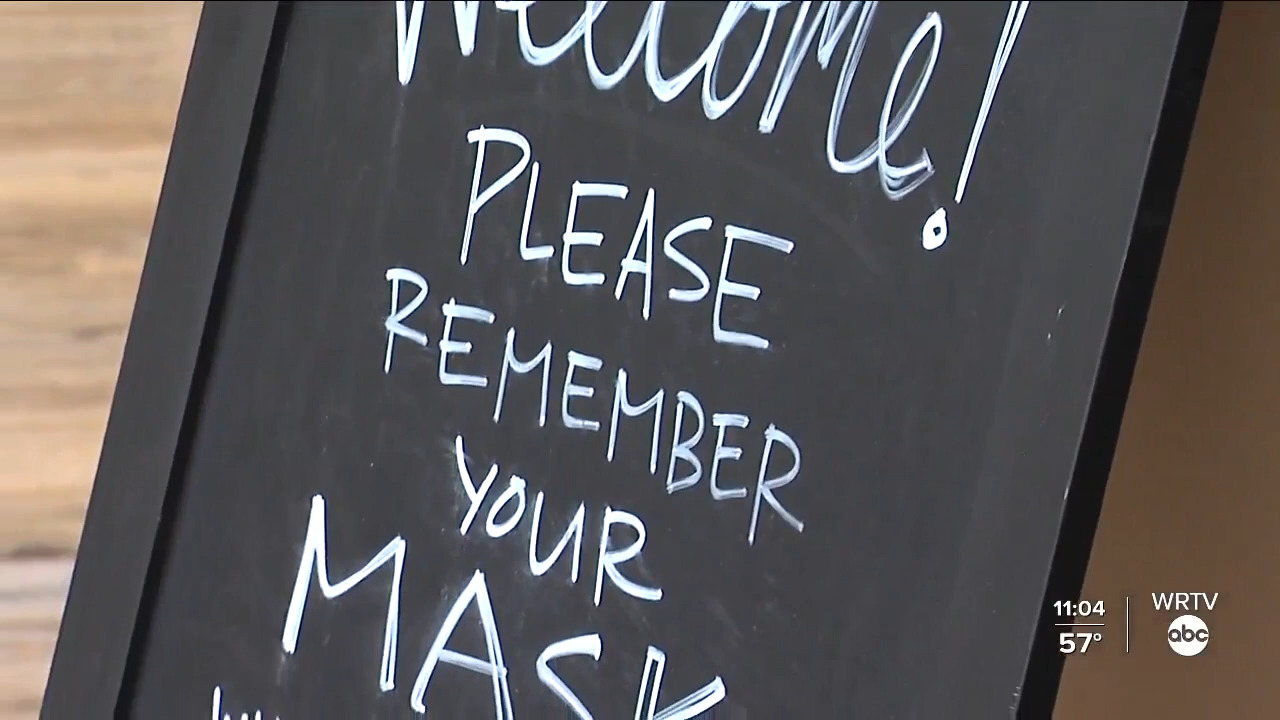 Welcome!
PLEASE
REMEMBER
YOUR
MASK
11:04
57°
WRTV
abc